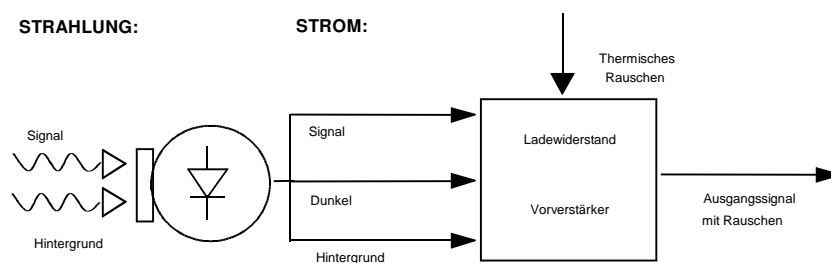 STRAHLUNG:
STROM:
Thermisches
Rauschen
Signal
Signal
Ladewiderstand
Dunkel
Vorverstärker
Ausgangssignal
mit Rauschen
Hintergrund
Hintergrund